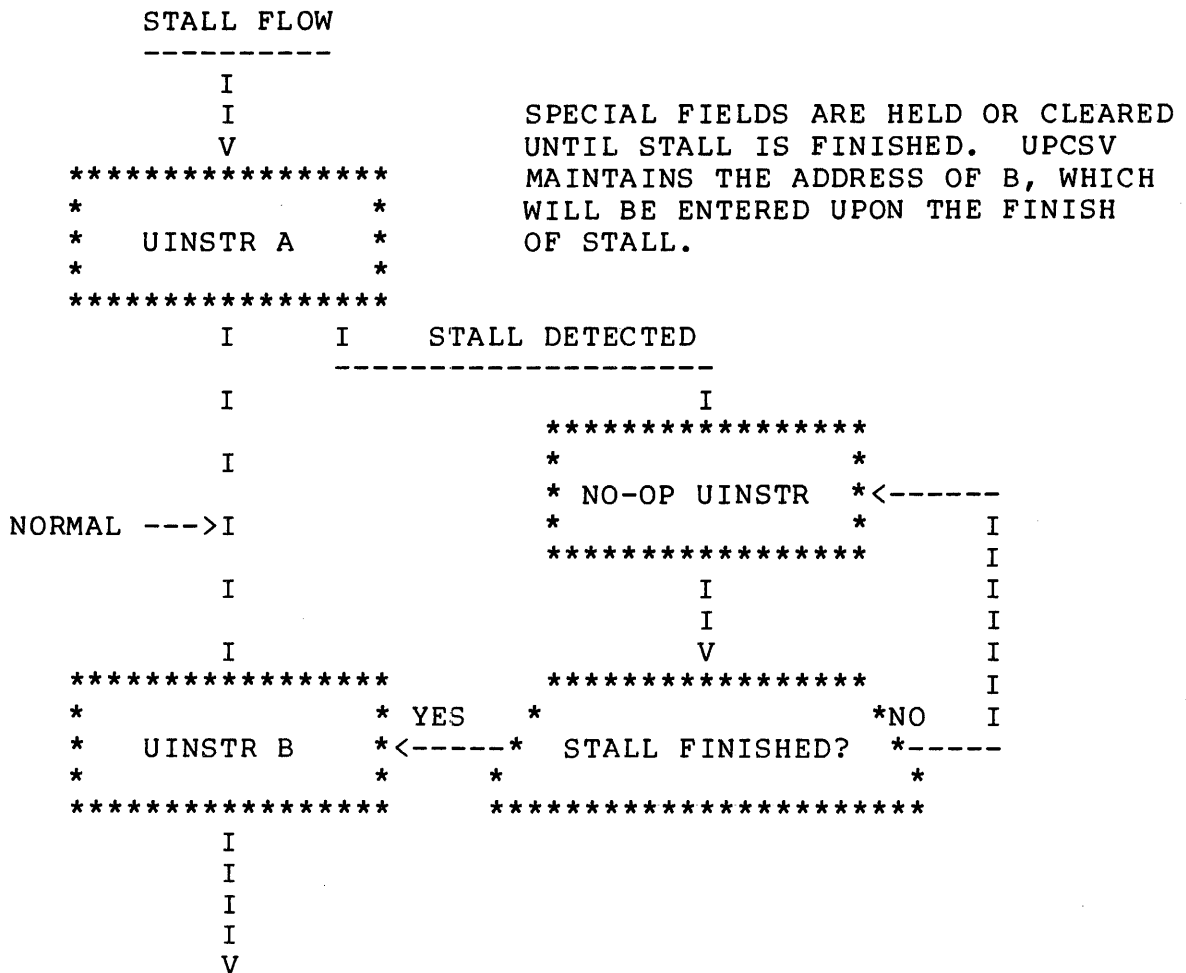 STALL FLOW
SPECIAL FIELDS ARE HELD OR CLEARED
UNTIL STALL IS FINISHED. UPCSV
MAINTAINS THE ADDRESS OF B, WHICH
WILL BE ENTERED UPON THE FINISH
OF STALL.
UINSTR A
STALL DETECTED
NO-OP UINSTR
NORMAL --->
YES
NO
UINSTR B
STALL FINISHED?